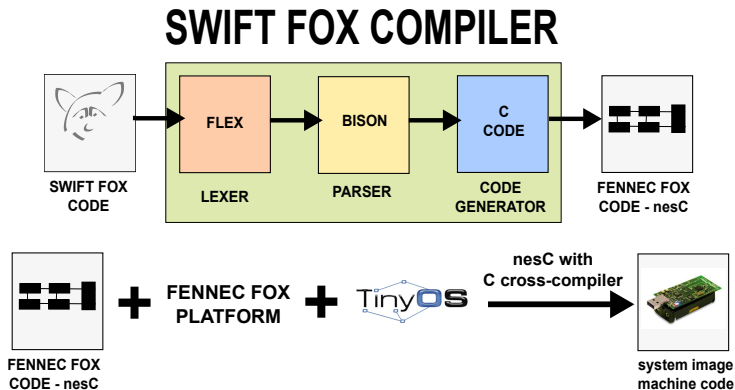 SWIFT FOX COMPILER
FLEX
BISON
C
CODE
SWIFT FOX
CODE
LEXER
PARSER
CODE
GENERATOR
FENNEC FOX
CODE - nesC
FENNEC FOX
PLATFORM
TinyOS
nesC with
C cross-compiler
FENNEC FOX
CODE - nesC
system image
machine code